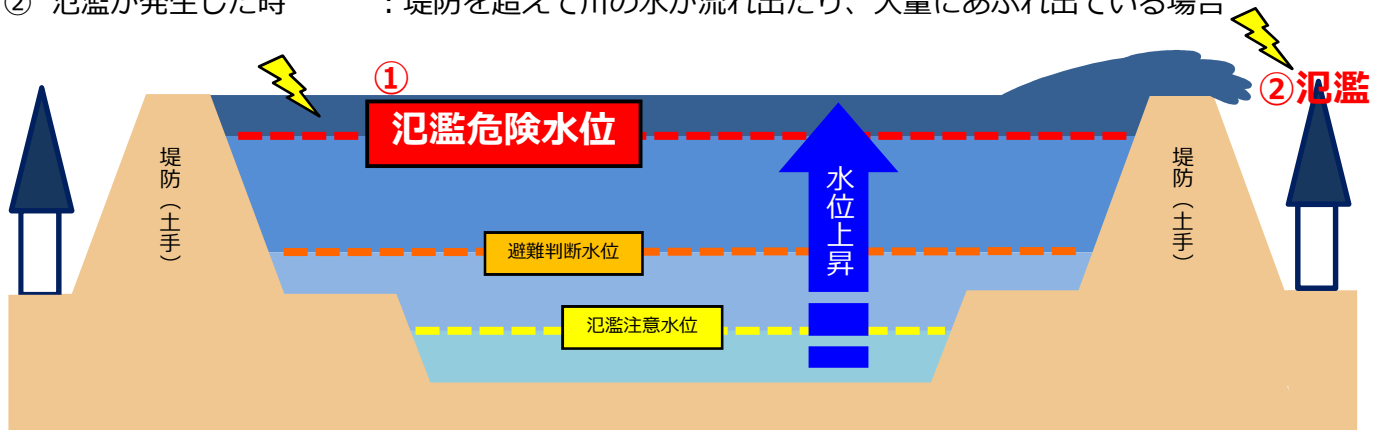 ② 氾濫が発生した時　　　：堤防を超えて川の水が流れ出たり、大量にあふれ出ている場合
①
氾濫危険水位
②氾濫
堤防（土手）
水位上昇
堤防（土手）
避難判断水位
氾濫注意水位